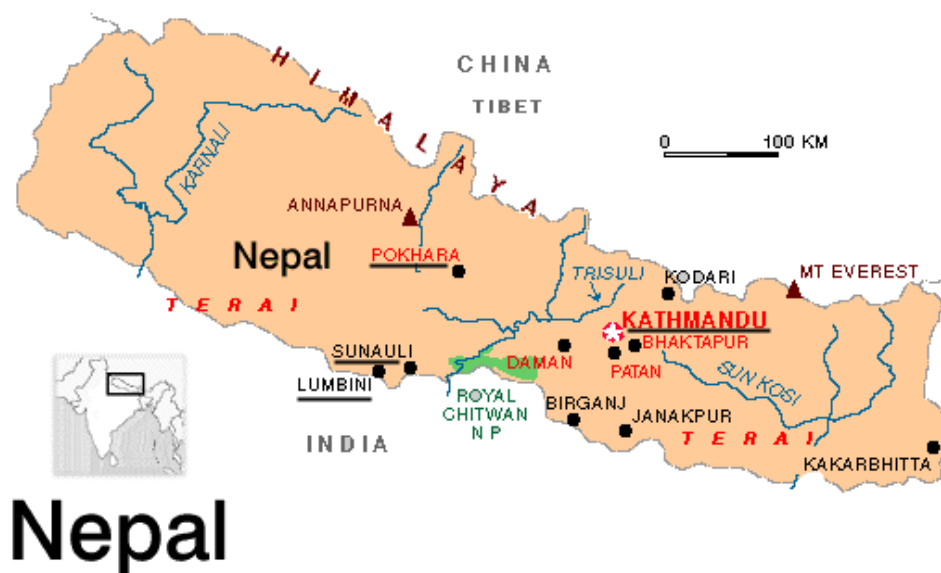 HIMALAYA
CHINA
TIBET
0 100 KM
KARNALI
ANNAPURNA
Nepal
POKHARA
TRISULI
KODARI
MT EVEREST
TERAI
KATHMANDU
BHAKTAPUR
SUNAULI
DAMAN
PATAN
LUMBINI
SUN KOSI
ROYAL
CHITWAN
N P
BIRGANJ
JANAKPUR
TERAI
INDIA
KAKARBHITTA
Nepal